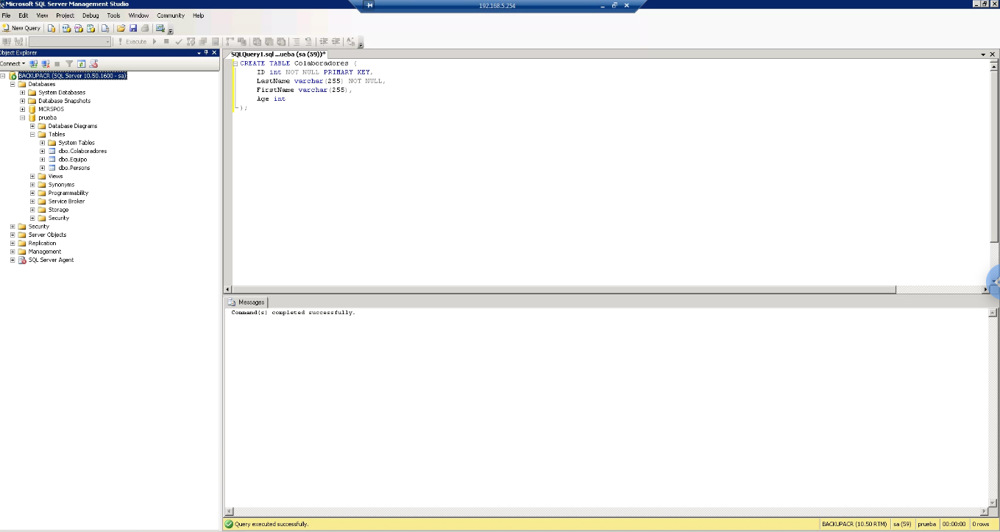 Microsoft SQL Server Management Studio
192.168.5.254
File Edit View Project Debug Tools Window Community Help
New Query
Execute
Object Explorer
SQLQuery1.sql ...ueba (sa (59))*
Connect
BACKUPACR (SQL Server 10.50.1600 - sa)
Databases
System Databases
Database Snapshots
MCRSPOS
prueba
Database Diagrams
Tables
System Tables
dbo.Colaboradores
dbo.Equipo
dbo.Persons
Views
Synonyms
Programmability
Service Broker
Storage
Security
Security
Server Objects
Replication
Management
SQL Server Agent
CREATE TABLE Colaboradores (
ID int NOT NULL PRIMARY KEY,
LastName varchar(255) NOT NULL,
FirstName varchar(255),
Age int
);
Messages
Command(s) completed successfully.
Query executed successfully.
BACKUPACR (10.50 RTM) sa (59) prueba 00:00:00 0 rows